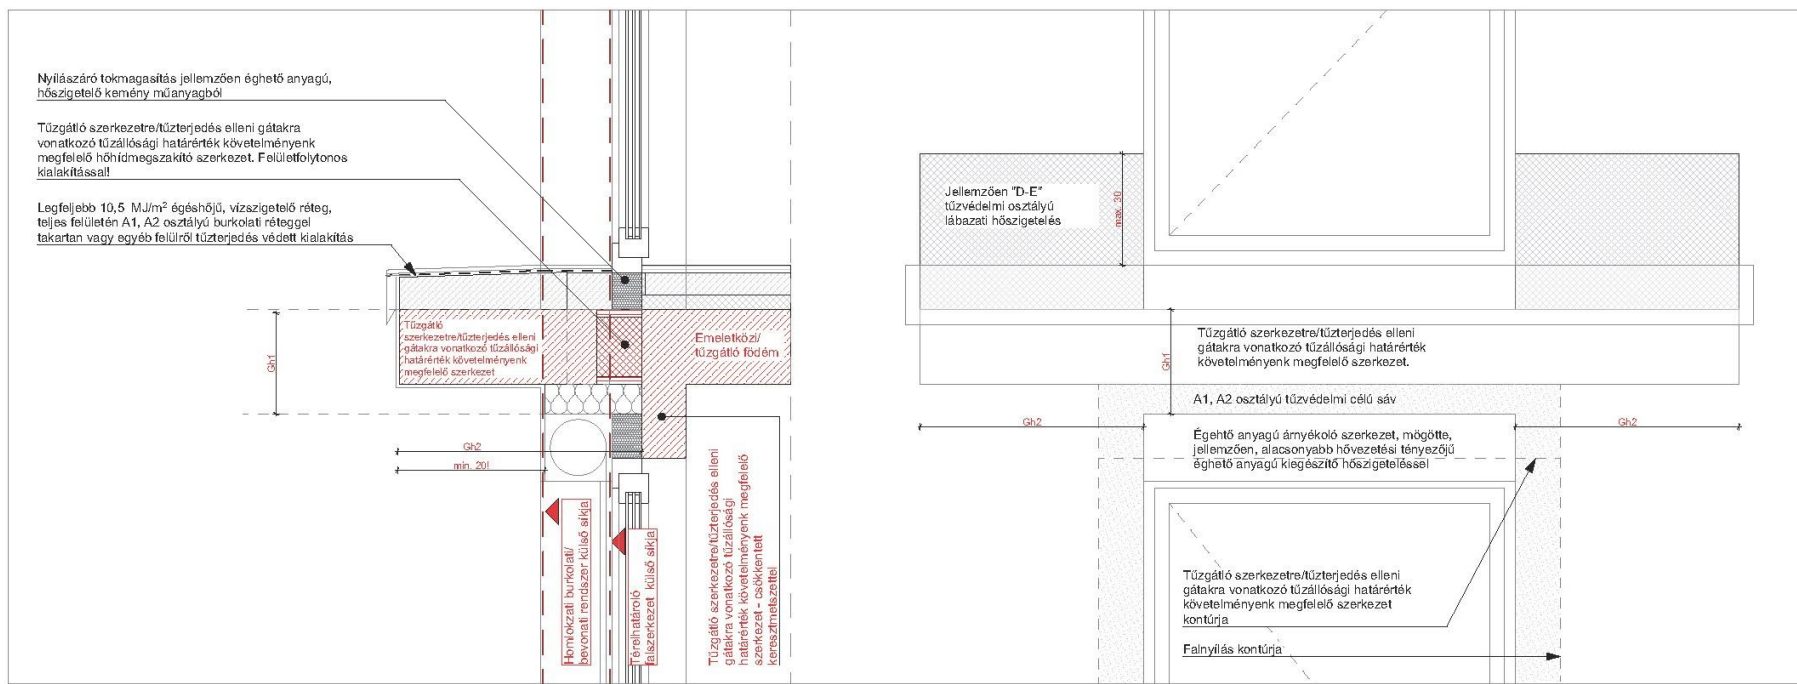 Nyílászáró tokmagasítás jellemzően éghető anyagú,
hőszigetelő kemény műanyagból
Tűzgátló szerkezetre/tűzterjedés elleni gátakra
vonatkozó tűzállósági határérték követelményenk
megfelelő hőhídmegszakító szerkezet. Felületfolytonos
kialakítással!
Legfeljebb 10,5 MJ/m² égéshőjű, vízszigetelő réteg,
teljes felületén A1, A2 osztályú burkolati réteggel
takartan vagy egyéb felülről tűzterjedés védett kialakítás
Gh1
Tűzgátló
szerkezetre/tűzterjedés elleni
gátakra vonatkozó tűzállósági
határérték követelményenk
megfelelő szerkezet
Emeletközi/
tűzgátló födém
Gh2
min. 20!
Homlokzati burkolati/
bevonati rendszer külső síkja
Térelhatároló
falszerkezet külső síkja
Tűzgátló szerkezetre/tűzterjedés elleni
gátakra vonatkozó tűzállósági
határérték követelményenk megfelelő
szerkezet - csökkentett
keresztmetszettel
Jellemzően "D-E"
tűzvédelmi osztályú
lábazati hőszigetelés
max. 30
Tűzgátló szerkezetre/tűzterjedés elleni
gátakra vonatkozó tűzállósági határérték
követelményenk megfelelő szerkezet.
Gh1
A1, A2 osztályú tűzvédelmi célú sáv
Gh2
Gh2
Égehtő anyagú árnyékoló szerkezet, mögötte,
jellemzően, alacsonyabb hővezetési tényezőjű
éghető anyagú kiegészítő hőszigeteléssel
Tűzgátló szerkezetre/tűzterjedés elleni
gátakra vonatkozó tűzállósági határérték
követelményenk megfelelő szerkezet
kontúrja
Falnyílás kontúrja